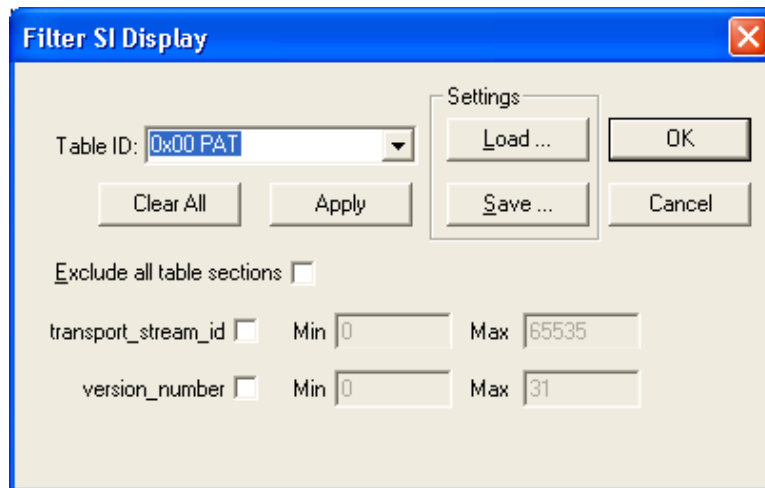 Filter SI Display
Settings
Table ID: 0x00 PAT
Load ...
OK
Clear All
Apply
Save ...
Cancel
Exclude all table sections
transport_stream_id Min 0 Max 65535
version_number Min 0 Max 31